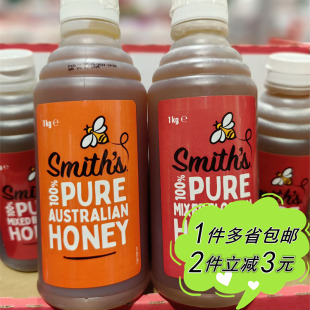 1kg e
Smith's
100%
PURE
AUSTRALIAN
HONEY
1kg e
Smith's
100%
PURE
1件多省包邮
2件立减3元